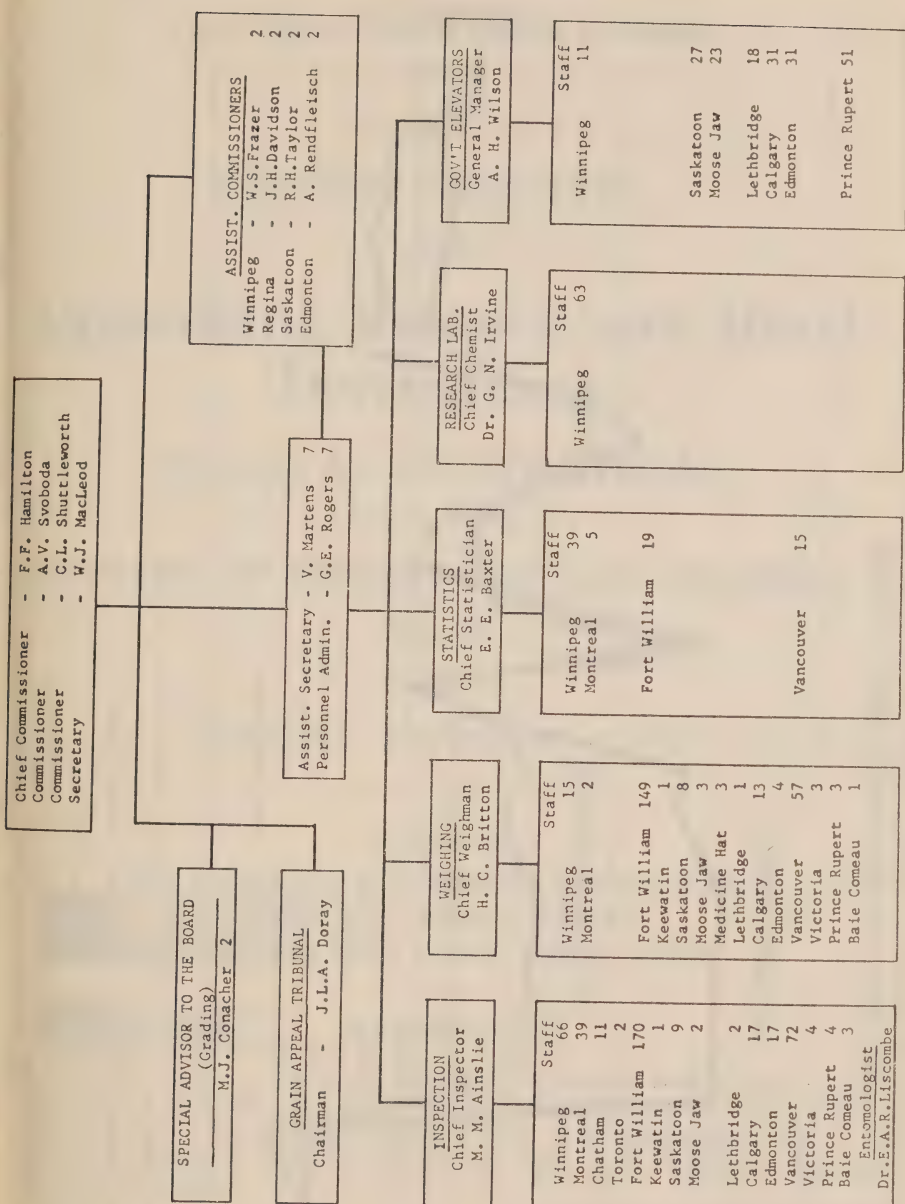 Chief Commissioner - F.F. Hamilton
Commissioner - A.V. Svoboda
Commissioner - C.L. Shuttleworth
Secretary - W.J. MacLeod
SPECIAL ADVISOR TO THE BOARD
(Grading)
M.J. Conacher 2
GRAIN APPEAL TRIBUNAL
Chairman - J.L.A. Doray
ASSIST. COMMISSIONERS
Winnipeg - W.S.Frazer 2
Regina - J.H.Davidson 2
Saskatoon - R.H.Taylor 2
Edmonton - A. Rendfleisch 2
Assist. Secretary - V. Martens 7
Personnel Admin. - G.E. Rogers 7
INSPECTION
Chief Inspector
M. M. Ainslie
Staff
Winnipeg 66
Montreal 39
Chatham 11
Toronto 2
Fort William 170
Keewatin 1
Saskatoon 9
Moose Jaw 2
Lethbridge 2
Calgary 17
Edmonton 17
Vancouver 72
Victoria 4
Prince Rupert 4
Baie Comeau 3
Entomologist
Dr.E.A.R.Liscombe
WEIGHING
Chief Weighman
H. C. Britton
Staff
Winnipeg 15
Montreal 2
Fort William 149
Keewatin 1
Saskatoon 8
Moose Jaw 3
Medicine Hat 3
Lethbridge 1
Calgary 13
Edmonton 4
Vancouver 57
Victoria 3
Prince Rupert 3
Baie Comeau 1
STATISTICS
Chief Statistician
E. E. Baxter
Staff
Winnipeg 39
Montreal 5
Fort William 19
Vancouver 15
RESEARCH LAB.
Chief Chemist
Dr. G. N. Irvine
Staff
Winnipeg 63
GOV'T ELEVATORS
General Manager
A. H. Wilson
Staff
Winnipeg 11
Saskatoon 27
Moose Jaw 23
Lethbridge 18
Calgary 31
Edmonton 31
Prince Rupert 51